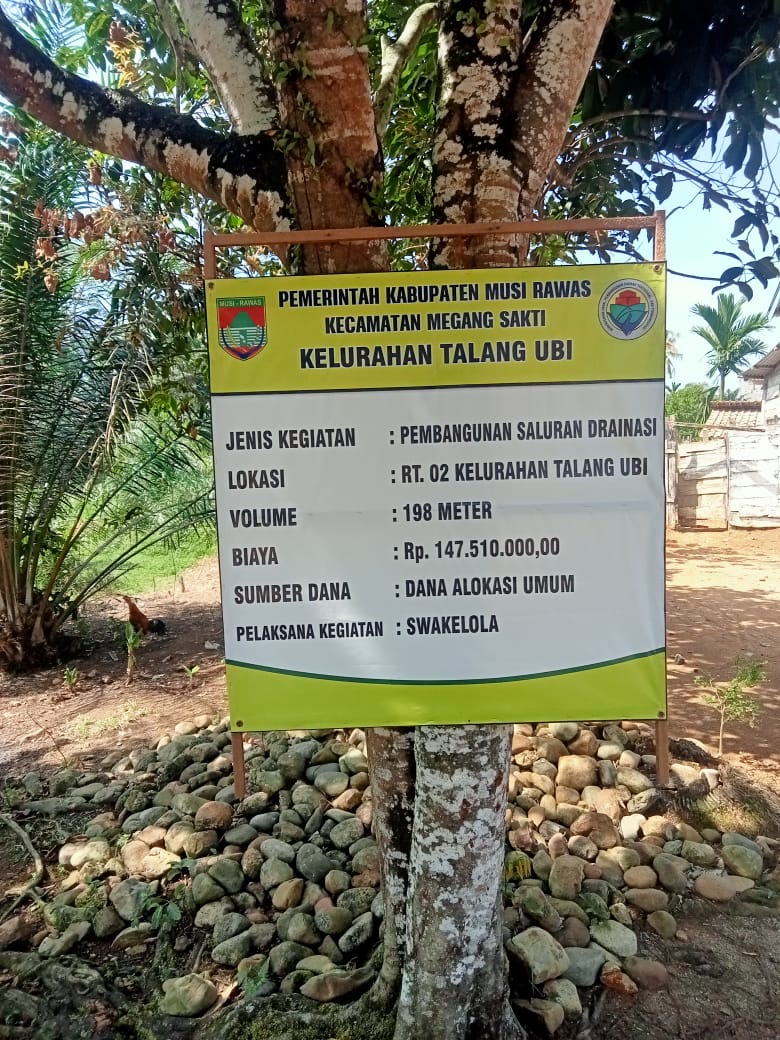 PEMERINTAH KABUPATEN MUSI RAWAS
KECAMATAN MEGANG SAKTI
KELURAHAN TALANG UBI
MUSI - RAWAS
JENIS KEGIATAN : PEMBANGUNAN SALURAN DRAINASI
LOKASI : RT. 02 KELURAHAN TALANG UBI
VOLUME : 198 METER
BIAYA : Rp. 147.510.000,00
SUMBER DANA : DANA ALOKASI UMUM
PELAKSANA KEGIATAN : SWAKELOLA